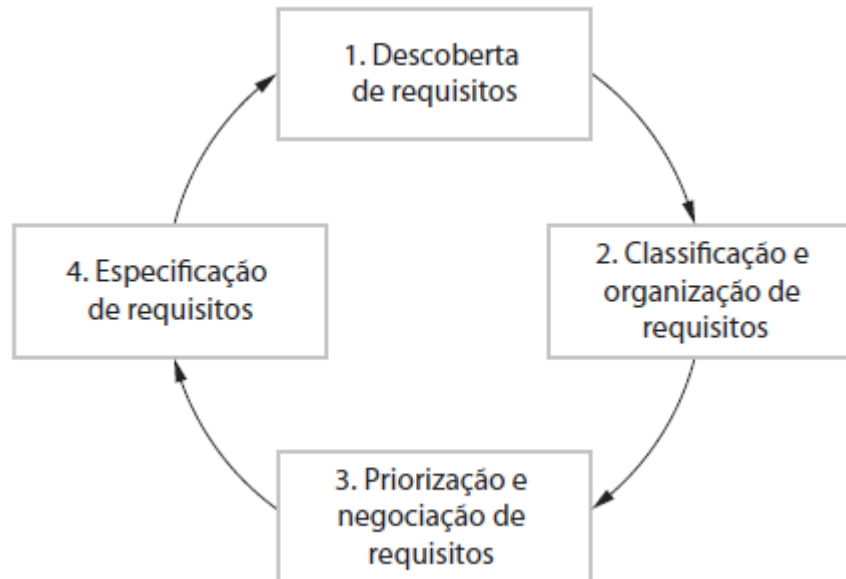 1. Descoberta
de requisitos
2. Classificação e
organização de
requisitos
3. Priorização e
negociação de
requisitos
4. Especificação
de requisitos